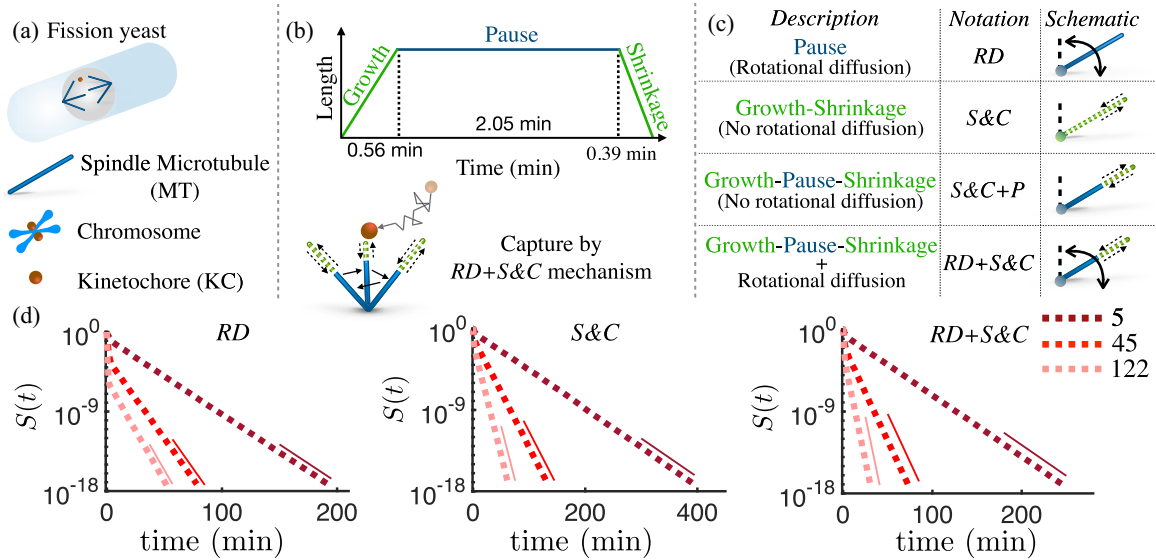 (a) Fission yeast
Spindle Microtubule
(MT)
Chromosome
Kinetochore (KC)
(b)
Length
Growth
Pause
Shrinkage
2.05 min
0.56 min
0.39 min
Time (min)
Capture by
RD+S&C mechanism
(c)
Description Notation Schematic
Pause
(Rotational diffusion)
RD
Growth-Shrinkage
(No rotational diffusion)
S&C
Growth-Pause-Shrinkage
(No rotational diffusion)
S&C+P
Growth-Pause-Shrinkage
+
Rotational diffusion
RD+S&C
(d)
RD
S(t)
10^0
10^-9
10^-18
0 200
time (min)
S&C
S(t)
10^0
10^-9
10^-18
0 200 400
time (min)
RD+S&C
S(t)
10^0
10^-9
10^-18
0 100 200
time (min)
5
45
122